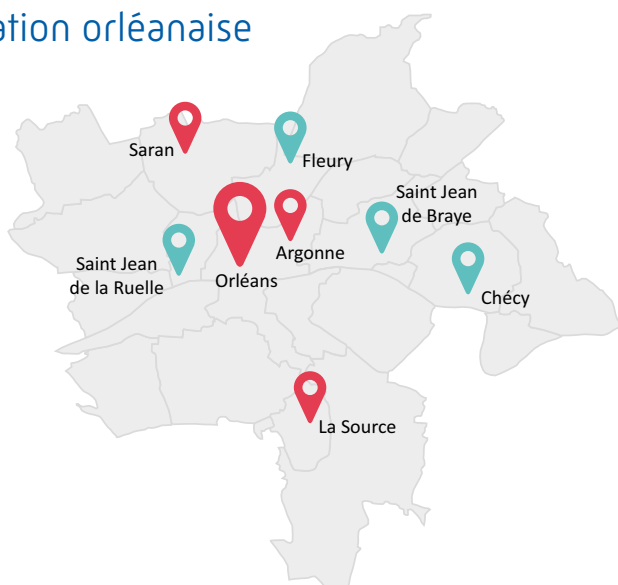 ation orléanaise
Saran
Fleury
Saint Jean
de Braye
Argonne
Saint Jean
de la Ruelle
Orléans
Chécy
La Source